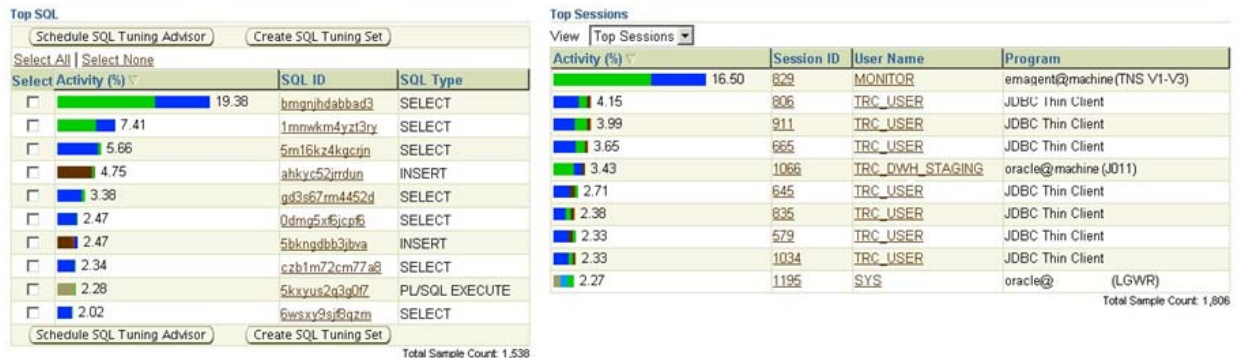 Top SQL
Schedule SQL Tuning Advisor Create SQL Tuning Set
Select All | Select None
Select Activity (%) SQL ID SQL Type
19.38 bmgnjhdabbad3 SELECT
7.41 1mnwkm4yzt3ry SELECT
5.66 5m16kz4kgcrjn SELECT
4.75 ahkyc52jrrdun INSERT
3.38 gd3s67rm4452d SELECT
2.47 0dmg5xf6jcpf6 SELECT
2.47 5bkngdbb3jbva INSERT
2.34 czb1m72cm77a8 SELECT
2.28 5kxyus2q3g0f7 PL/SQL EXECUTE
2.02 6wsxy9sjf8qzm SELECT
Schedule SQL Tuning Advisor Create SQL Tuning Set
Total Sample Count: 1,538
Top Sessions
View Top Sessions
Activity (%) Session ID User Name Program
16.50 829 MONITOR emagent@machine(TNS V1-V3)
4.15 806 TRC_USER JDBC Thin Client
3.99 911 TRC_USER JDBC Thin Client
3.65 665 TRC_USER JDBC Thin Client
3.43 1066 TRC_DWH_STAGING oracle@machine (J011)
2.71 645 TRC_USER JDBC Thin Client
2.38 835 TRC_USER JDBC Thin Client
2.33 579 TRC_USER JDBC Thin Client
2.33 1034 TRC_USER JDBC Thin Client
2.27 1195 SYS oracle@ (LGWR)
Total Sample Count: 1,806